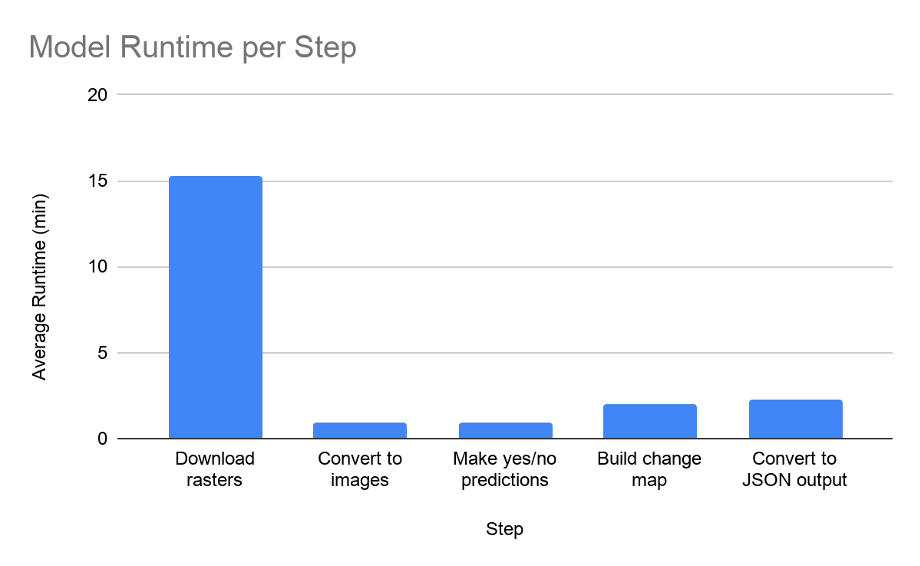 Model Runtime per Step
20
15
10
5
0
Average Runtime (min)
Download
rasters
Convert to
images
Make yes/no
predictions
Build change
map
Convert to
JSON output
Step